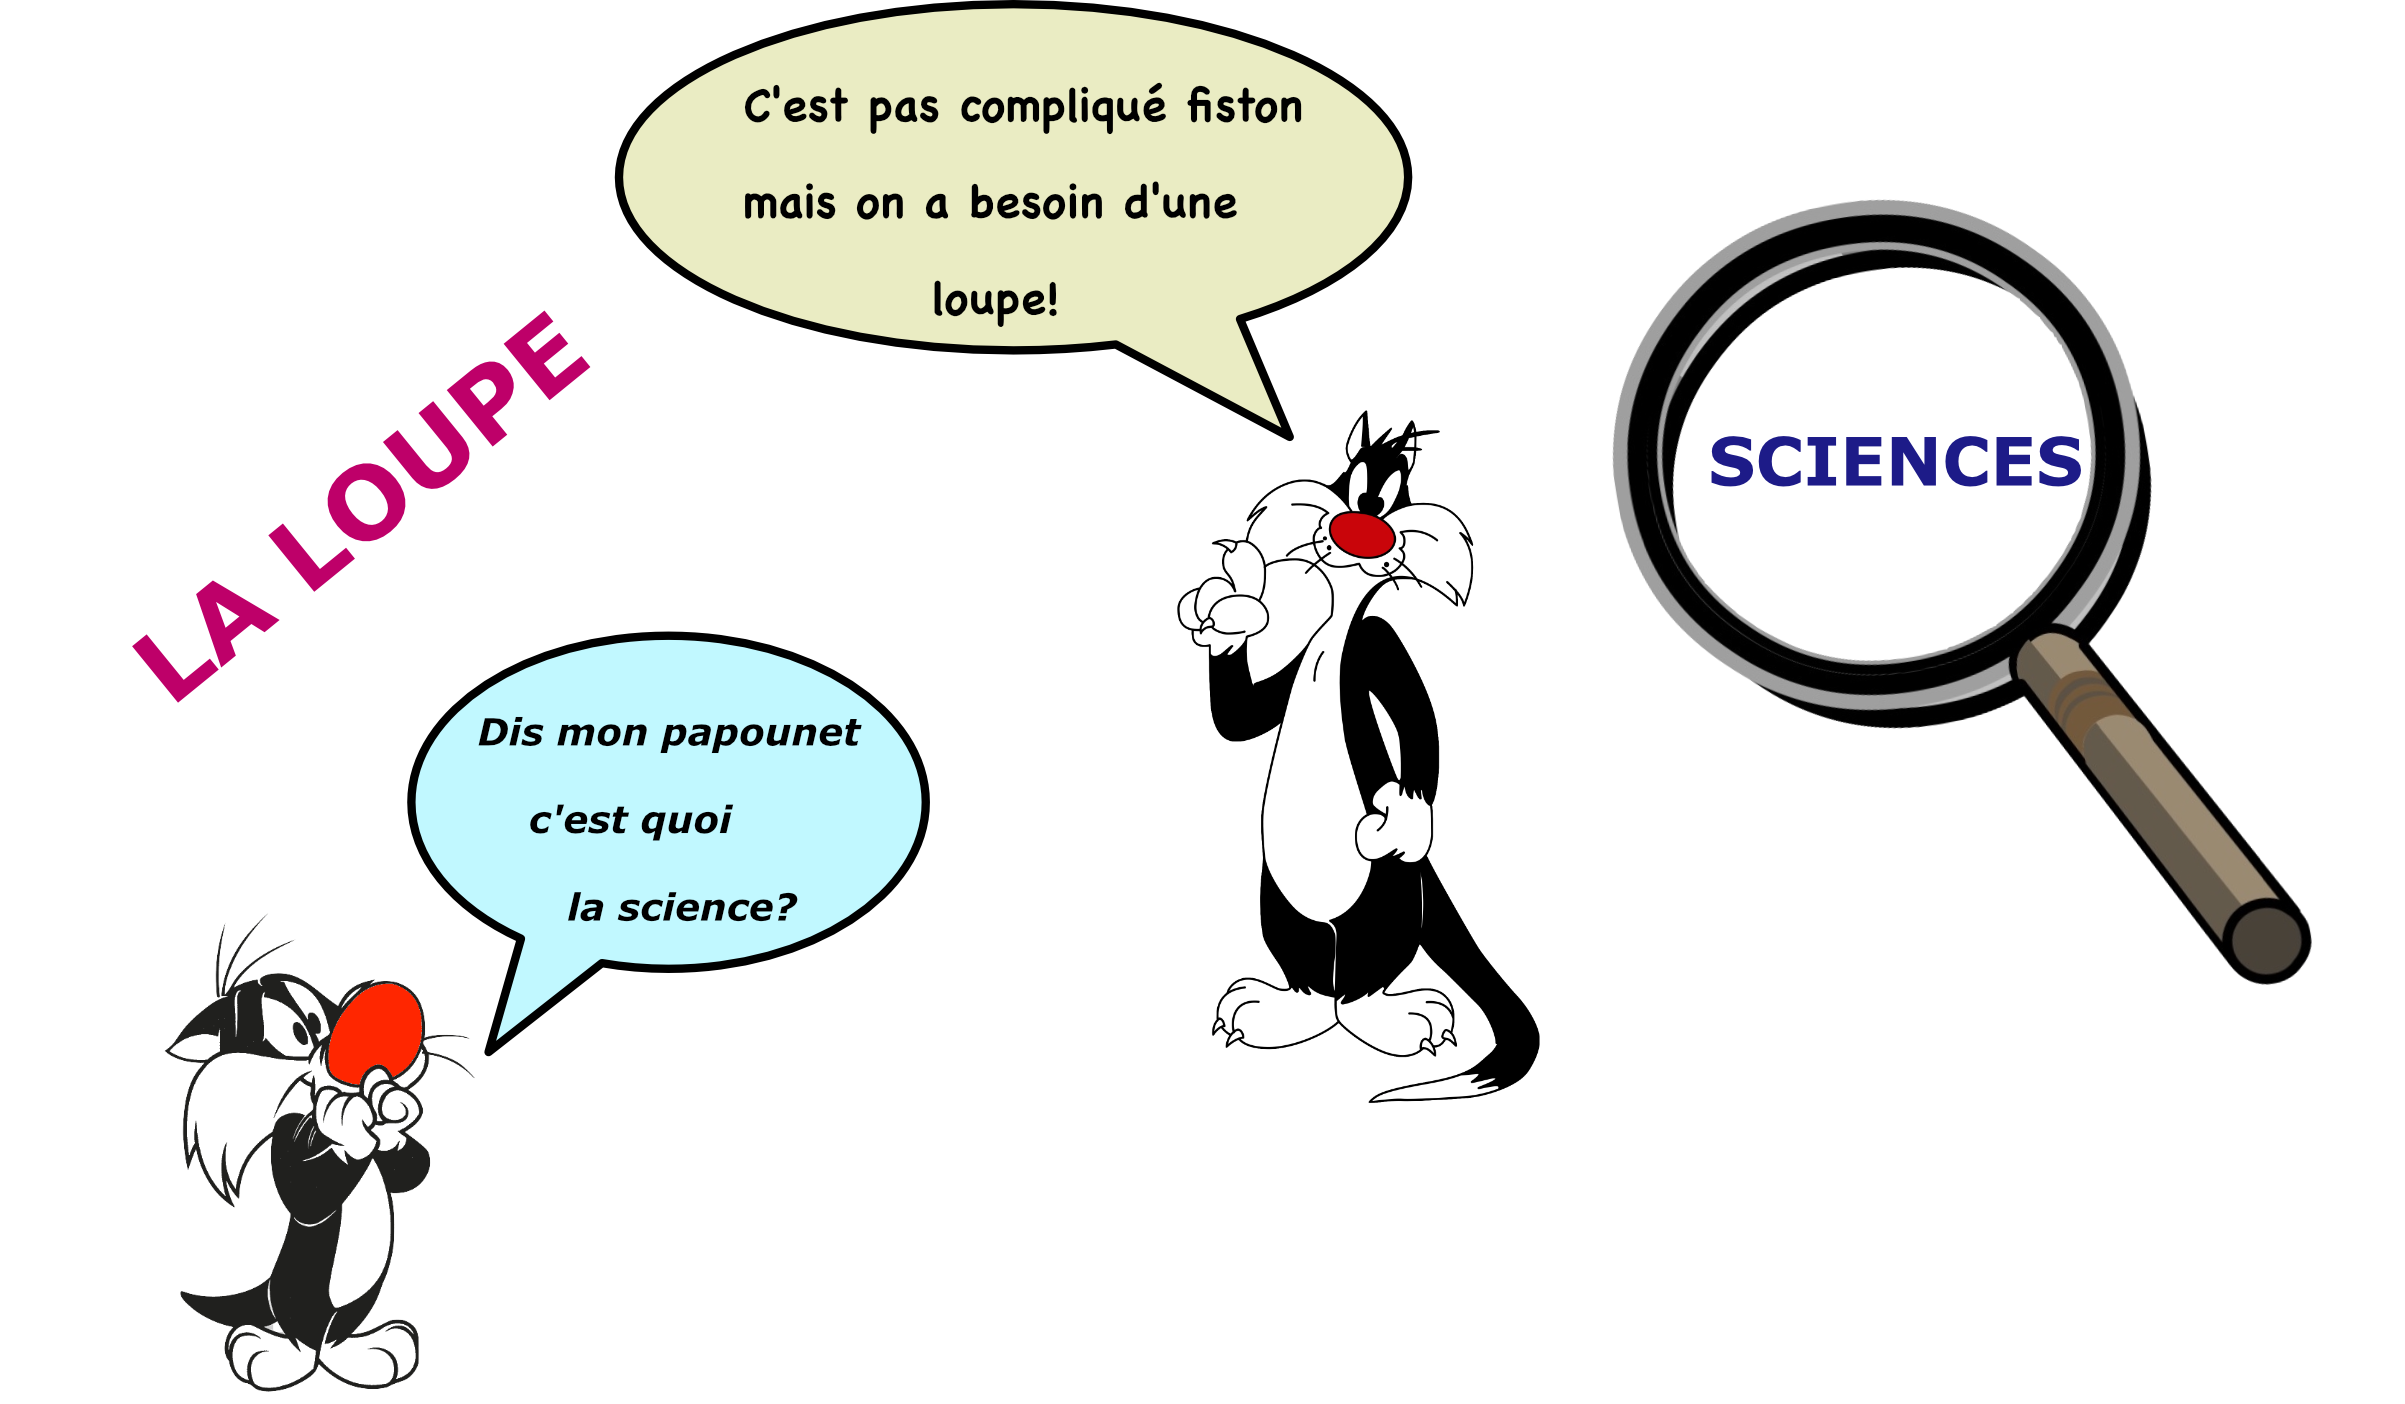 LA LOUPE
C'est pas compliqué fiston
mais on a besoin d'une
loupe!
SCIENCES
Dis mon papounet
c'est quoi
la science?